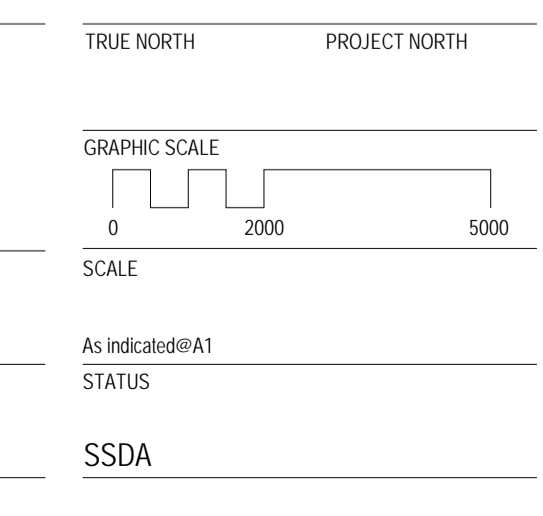 TRUE NORTH PROJECT NORTH
GRAPHIC SCALE
0 2000 5000
SCALE
As indicated@A1
STATUS
SSDA